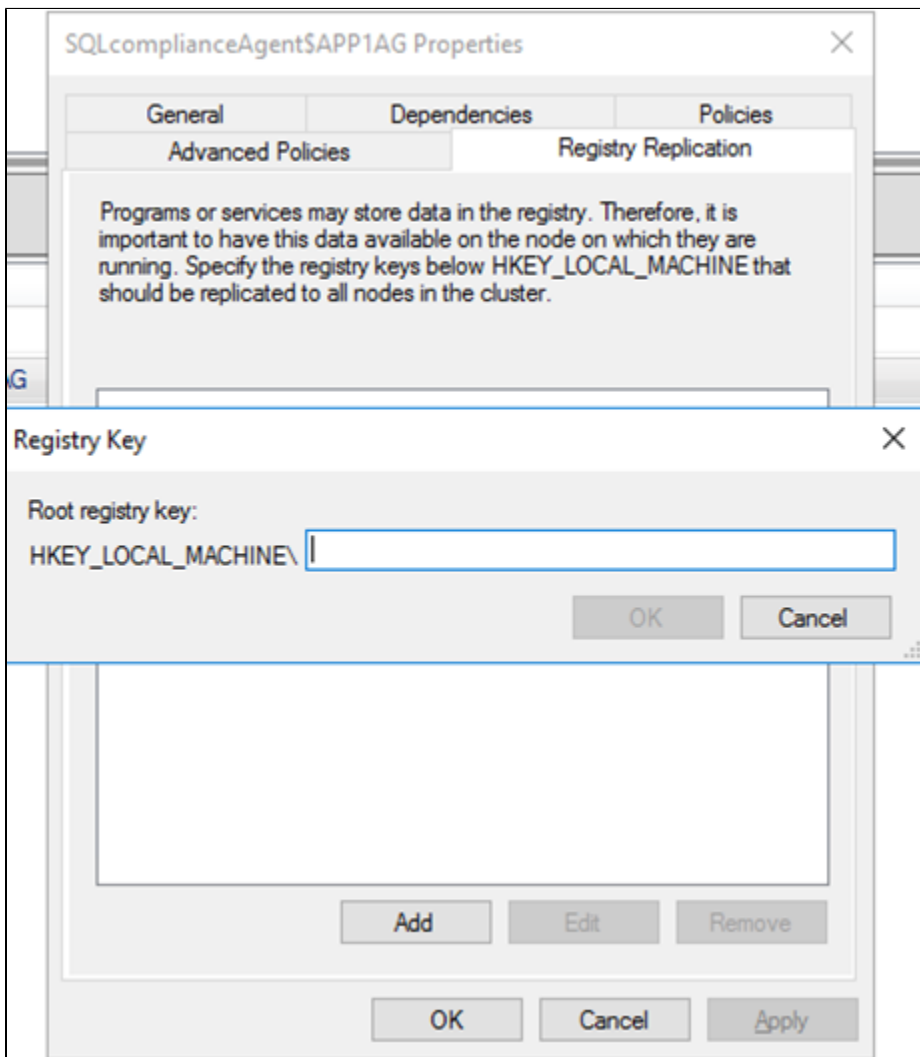 SQLcomplianceAgent$APP1AG Properties
General
Dependencies
Policies
Advanced Policies
Registry Replication
Programs or services may store data in the registry. Therefore, it is
important to have this data available on the node on which they are
running. Specify the registry keys below HKEY_LOCAL_MACHINE that
should be replicated to all nodes in the cluster.
AG
Registry Key
Root registry key:
HKEY_LOCAL_MACHINE\
OK
Cancel
Add
Edit
Remove
OK
Cancel
Apply